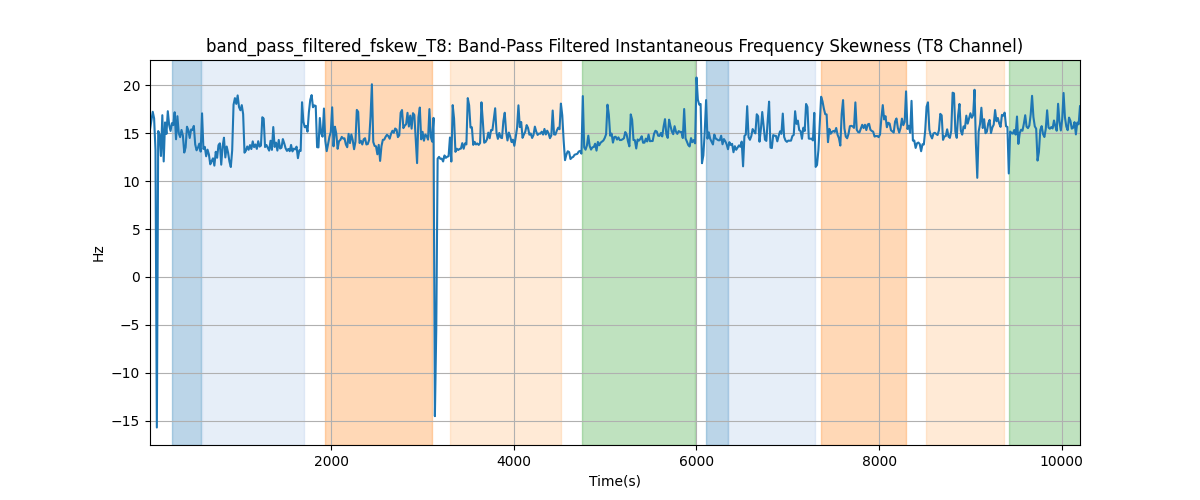 band_pass_filtered_fskew_T8: Band-Pass Filtered Instantaneous Frequency Skewness (T8 Channel)
20
15
10
5
0
−5
−10
−15
Hz
2000 4000 6000 8000 10000
Time(s)